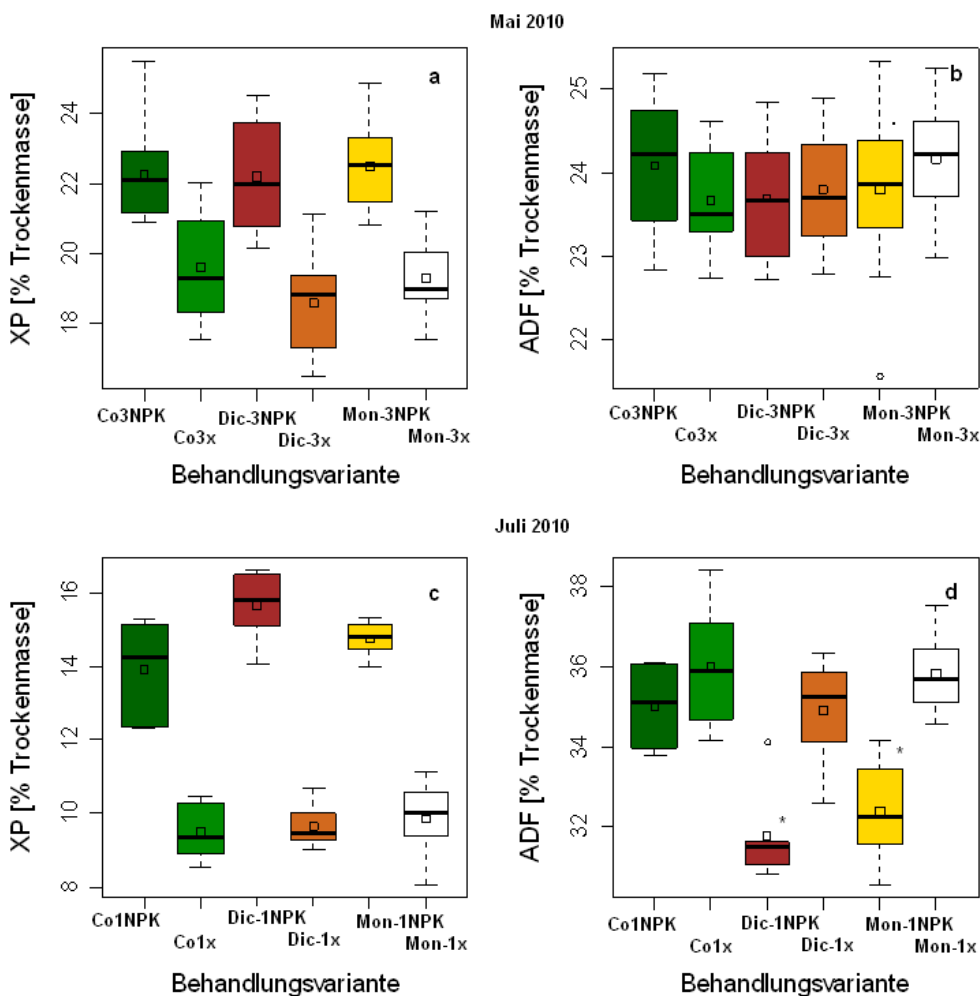 Mai 2010
a
XP [% Trockenmasse]
24
22
20
18
Co3NPK
Co3x
Dic-3NPK
Dic-3x
Mon-3NPK
Mon-3x
Behandlungsvariante
b
ADF [% Trockenmasse]
25
24
23
22
Co3NPK
Co3x
Dic-3NPK
Dic-3x
Mon-3NPK
Mon-3x
Behandlungsvariante
Juli 2010
c
XP [% Trockenmasse]
16
14
12
10
8
Co1NPK
Co1x
Dic-1NPK
Dic-1x
Mon-1NPK
Mon-1x
Behandlungsvariante
d
ADF [% Trockenmasse]
38
36
34
32
*
*
Co1NPK
Co1x
Dic-1NPK
Dic-1x
Mon-1NPK
Mon-1x
Behandlungsvariante